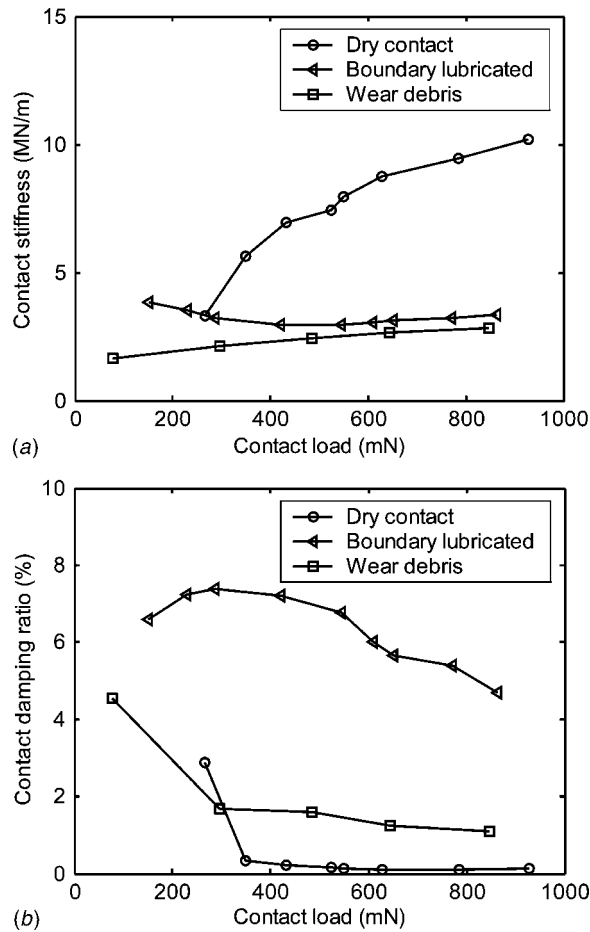 15
10
5
0
Contact stiffness (MN/m)
Dry contact
Boundary lubricated
Wear debris
0 200 400 600 800 1000
Contact load (mN)
(a)
10
8
6
4
2
0
Contact damping ratio (%)
Dry contact
Boundary lubricated
Wear debris
0 200 400 600 800 1000
Contact load (mN)
(b)